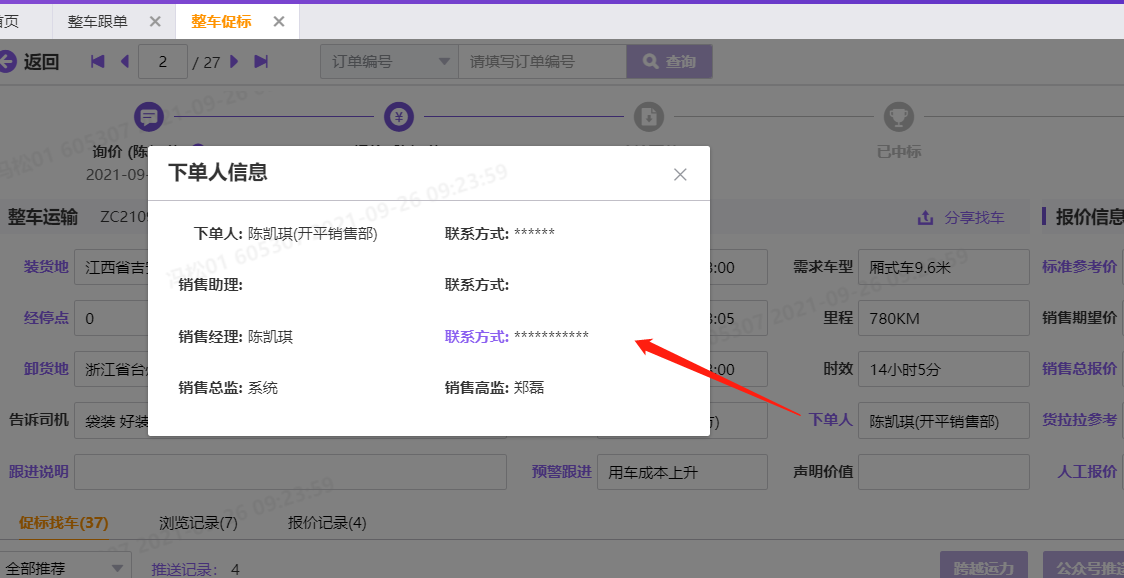 首页 整车跟单 整车促标
返回 2 / 27 订单编号 请填写订单编号 查询
询价 (陈
2021-09-
已中标
下单人信息
整车运输 ZC2109 分享找车 报价信息
下单人: 陈凯琪(开平销售部) 联系方式: ******
装货地 江西省吉 :00 需求车型 厢式车9.6米 标准参考价
销售助理: 联系方式:
经停点 0 :05 里程 780KM 销售期望价
销售经理: 陈凯琪 联系方式: ***********
卸货地 浙江省台 :00 时效 14小时5分 销售总报价
销售总监: 系统 销售高监: 郑磊
告诉司机 袋装 好装 下单人 陈凯琪(开平销售部) 货拉拉参考
跟进说明 预警跟进 用车成本上升 声明价值 人工报价
促标找车(37) 浏览记录(7) 报价记录(4)
全部推荐 推送记录: 4 跨越运力 公众号推送